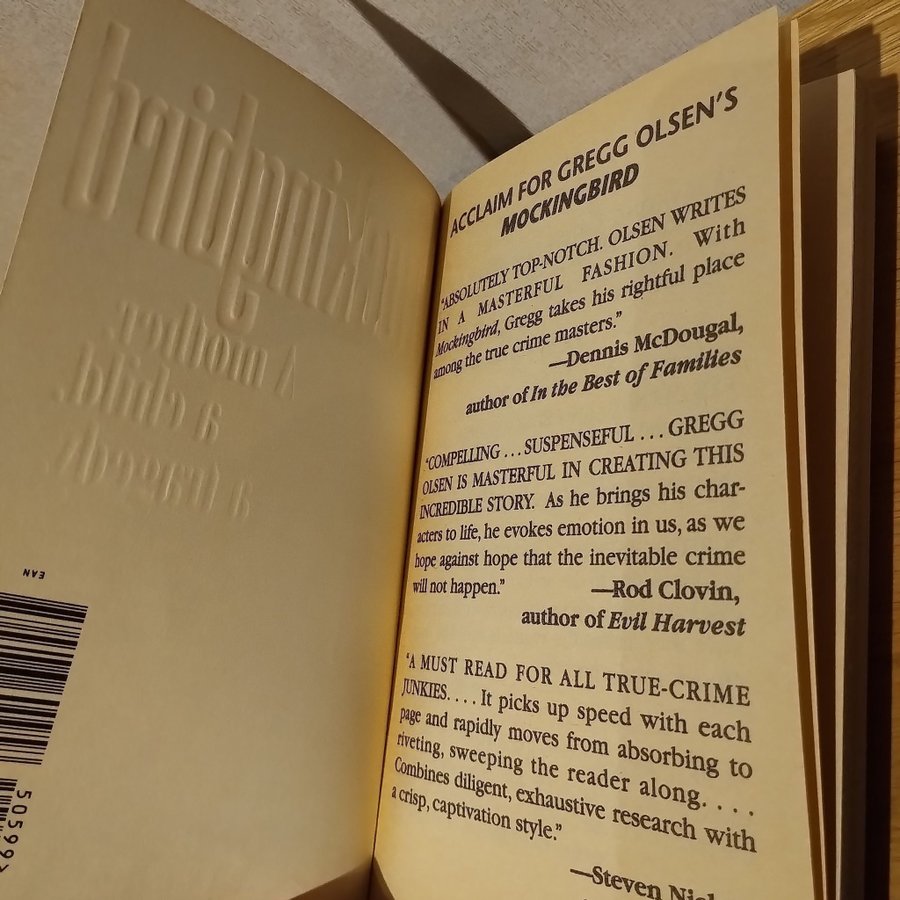 A mother,
a child,
a tragedy.
EAN
50599>
ACCLAIM FOR GREGG OLSEN'S
MOCKINGBIRD
"ABSOLUTELY TOP-NOTCH. OLSEN WRITES
IN A MASTERFUL FASHION. With
Mockingbird, Gregg takes his rightful place
among the true crime masters."
—Dennis McDougal,
author of In the Best of Families
"COMPELLING . . . SUSPENSEFUL . . . GREGG
OLSEN IS MASTERFUL IN CREATING THIS
INCREDIBLE STORY. As he brings his char-
acters to life, he evokes emotion in us, as we
hope against hope that the inevitable crime
will not happen." —Rod Clovin,
author of Evil Harvest
"A MUST READ FOR ALL TRUE-CRIME
JUNKIES. . . . It picks up speed with each
page and rapidly moves from absorbing to
riveting, sweeping the reader along. . . .
Combines diligent, exhaustive research with
a crisp, captivation style."
—Steven